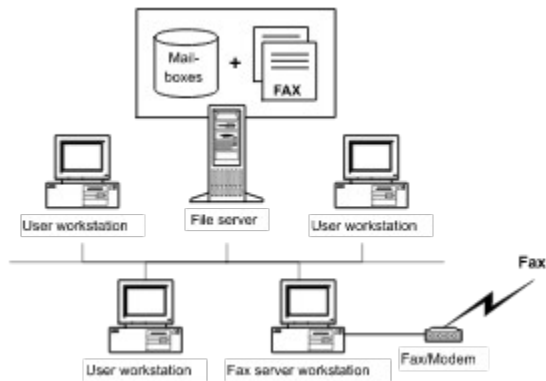 Mail-
boxes
+
FAX
User workstation
File server
User workstation
Fax
User workstation
Fax server workstation
Fax/Modem